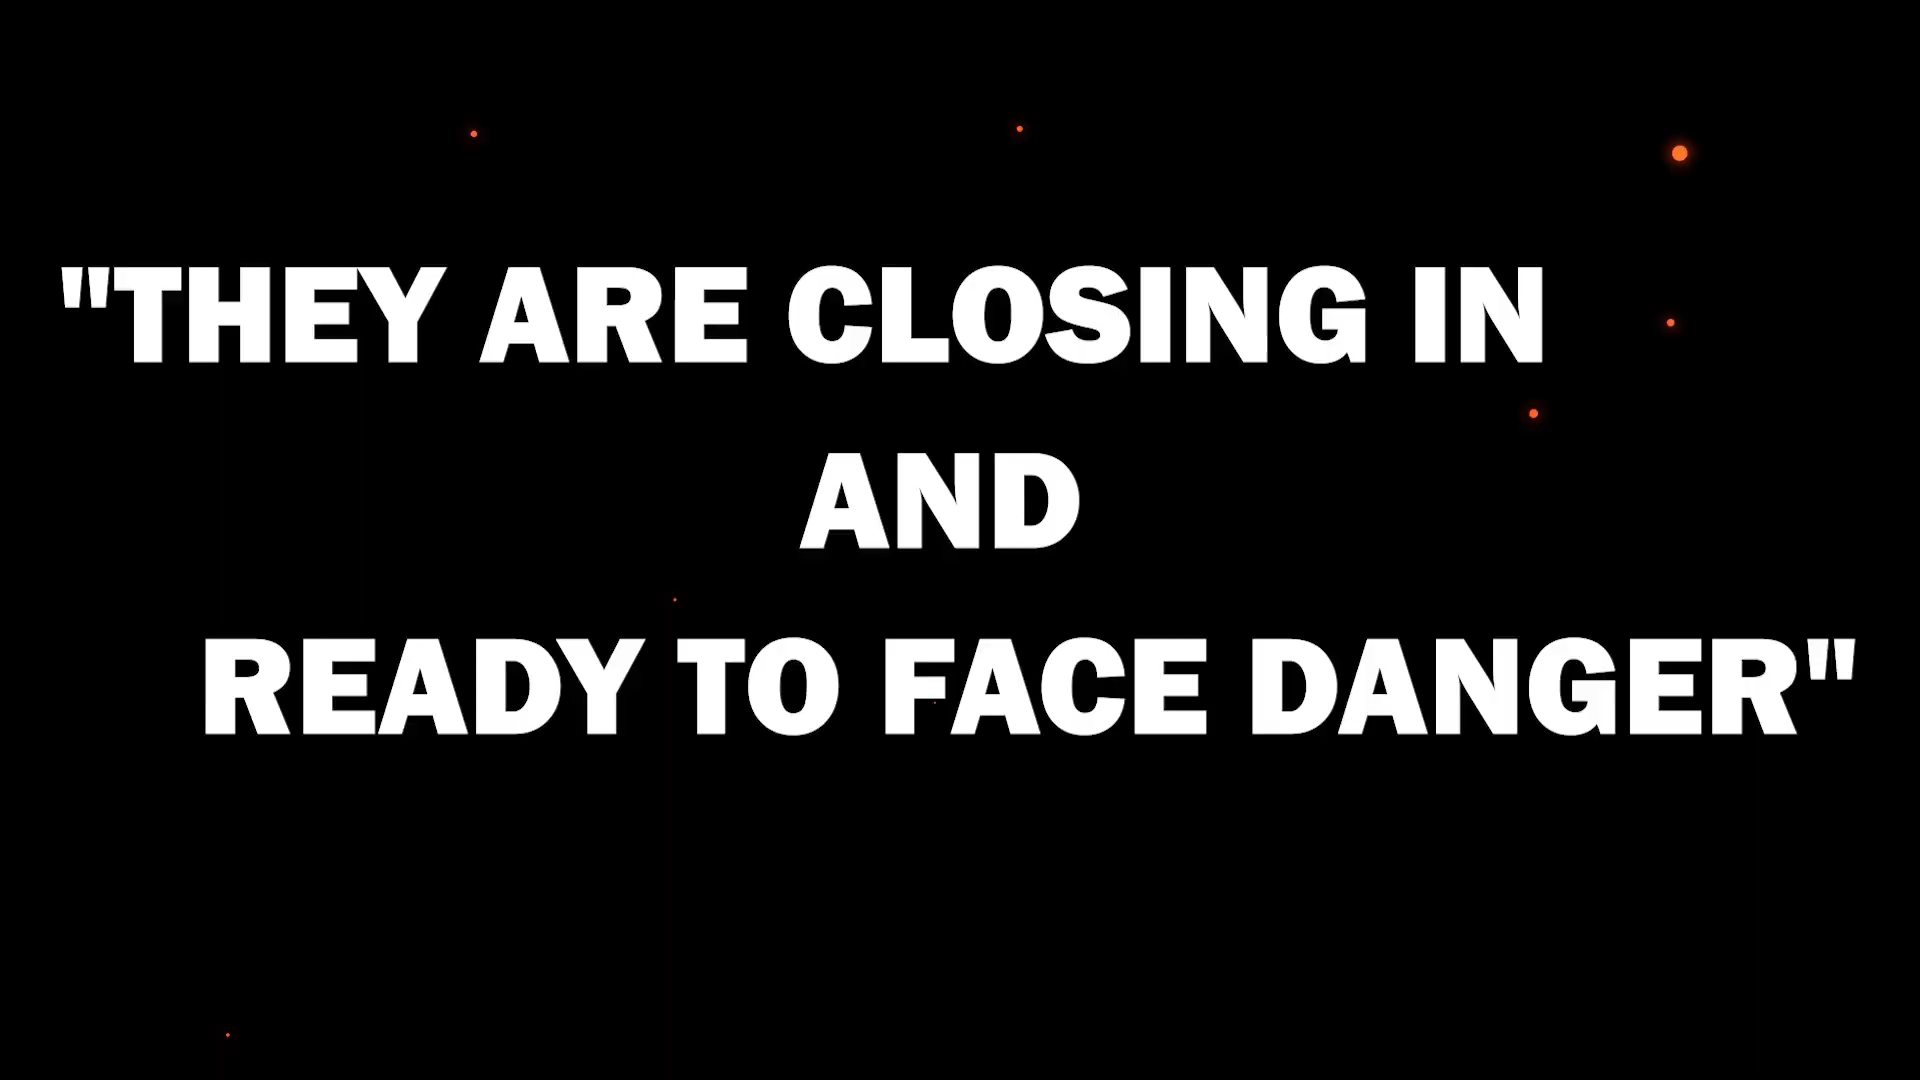 "THEY ARE CLOSING IN
AND
READY TO FACE DANGER"